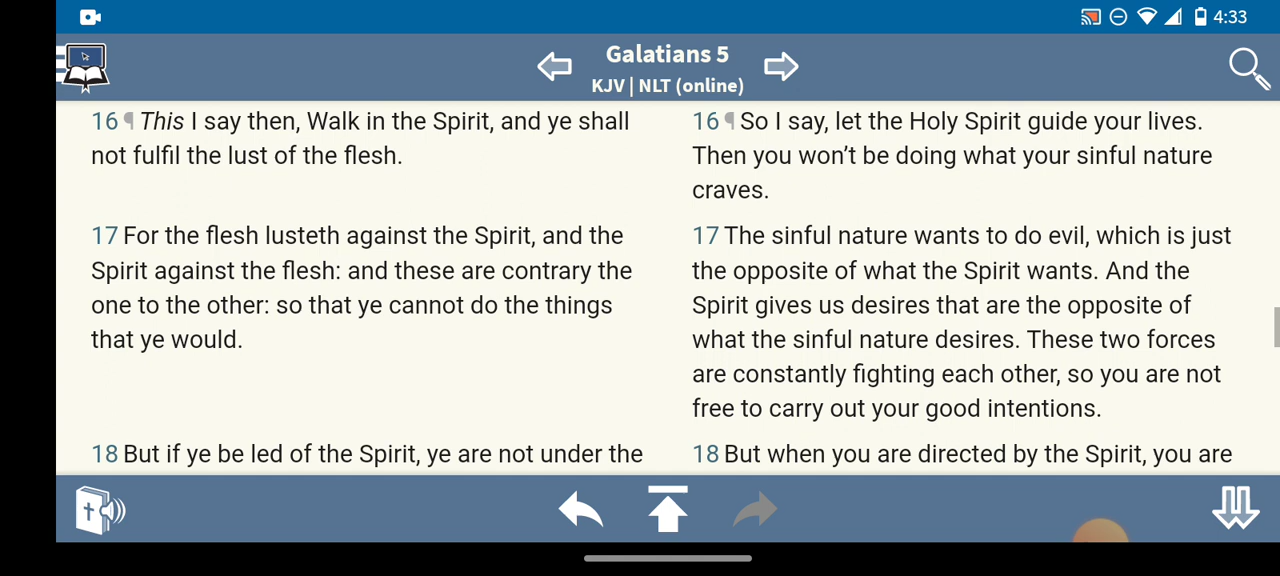 4:33
Galatians 5
KJV | NLT (online)
16 ¶ This I say then, Walk in the Spirit, and ye shall
not fulfil the lust of the flesh.
17 For the flesh lusteth against the Spirit, and the
Spirit against the flesh: and these are contrary the
one to the other: so that ye cannot do the things
that ye would.
18 But if ye be led of the Spirit, ye are not under the
16 ¶ So I say, let the Holy Spirit guide your lives.
Then you won’t be doing what your sinful nature
craves.
17 The sinful nature wants to do evil, which is just
the opposite of what the Spirit wants. And the
Spirit gives us desires that are the opposite of
what the sinful nature desires. These two forces
are constantly fighting each other, so you are not
free to carry out your good intentions.
18 But when you are directed by the Spirit, you are